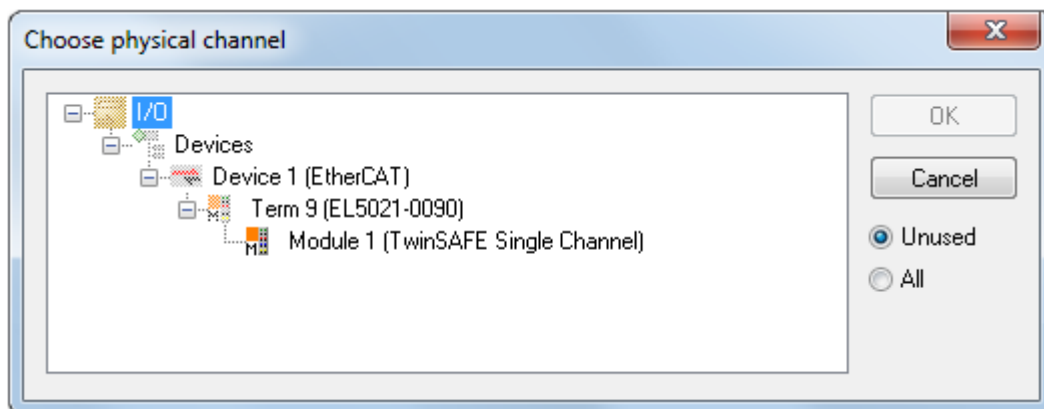 Choose physical channel
I/O
Devices
Device 1 (EtherCAT)
Term 9 (EL5021-0090)
Module 1 (TwinSAFE Single Channel)
OK
Cancel
Unused
All